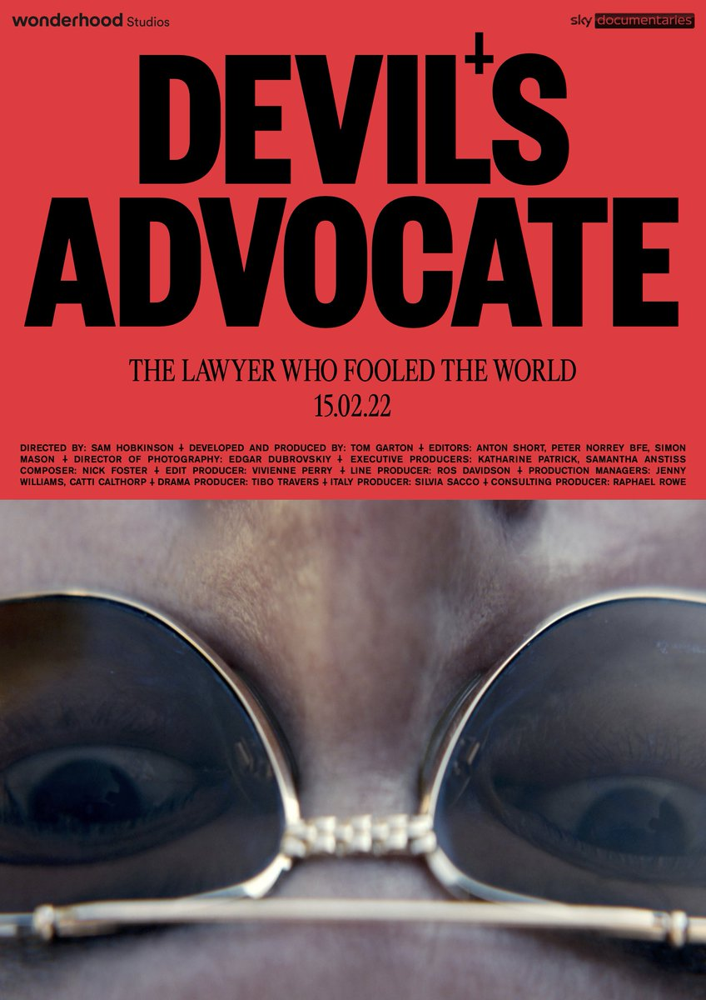 wonderhood Studios
sky documentaries
DEVIL⸸S
ADVOCATE
THE LAWYER WHO FOOLED THE WORLD
15.02.22
DIRECTED BY: SAM HOBKINSON ⸸ DEVELOPED AND PRODUCED BY: TOM GARTON ⸸ EDITORS: ANTON SHORT, PETER NORREY BFE, SIMON
MASON ⸸ DIRECTOR OF PHOTOGRAPHY: EDGAR DUBROVSKIY ⸸ EXECUTIVE PRODUCERS: KATHARINE PATRICK, SAMANTHA ANSTISS
COMPOSER: NICK FOSTER ⸸ EDIT PRODUCER: VIVIENNE PERRY ⸸ LINE PRODUCER: ROS DAVIDSON ⸸ PRODUCTION MANAGERS: JENNY
WILLIAMS, CATTI CALTHORP ⸸ DRAMA PRODUCER: TIBO TRAVERS ⸸ ITALY PRODUCER: SILVIA SACCO ⸸ CONSULTING PRODUCER: RAPHAEL ROWE